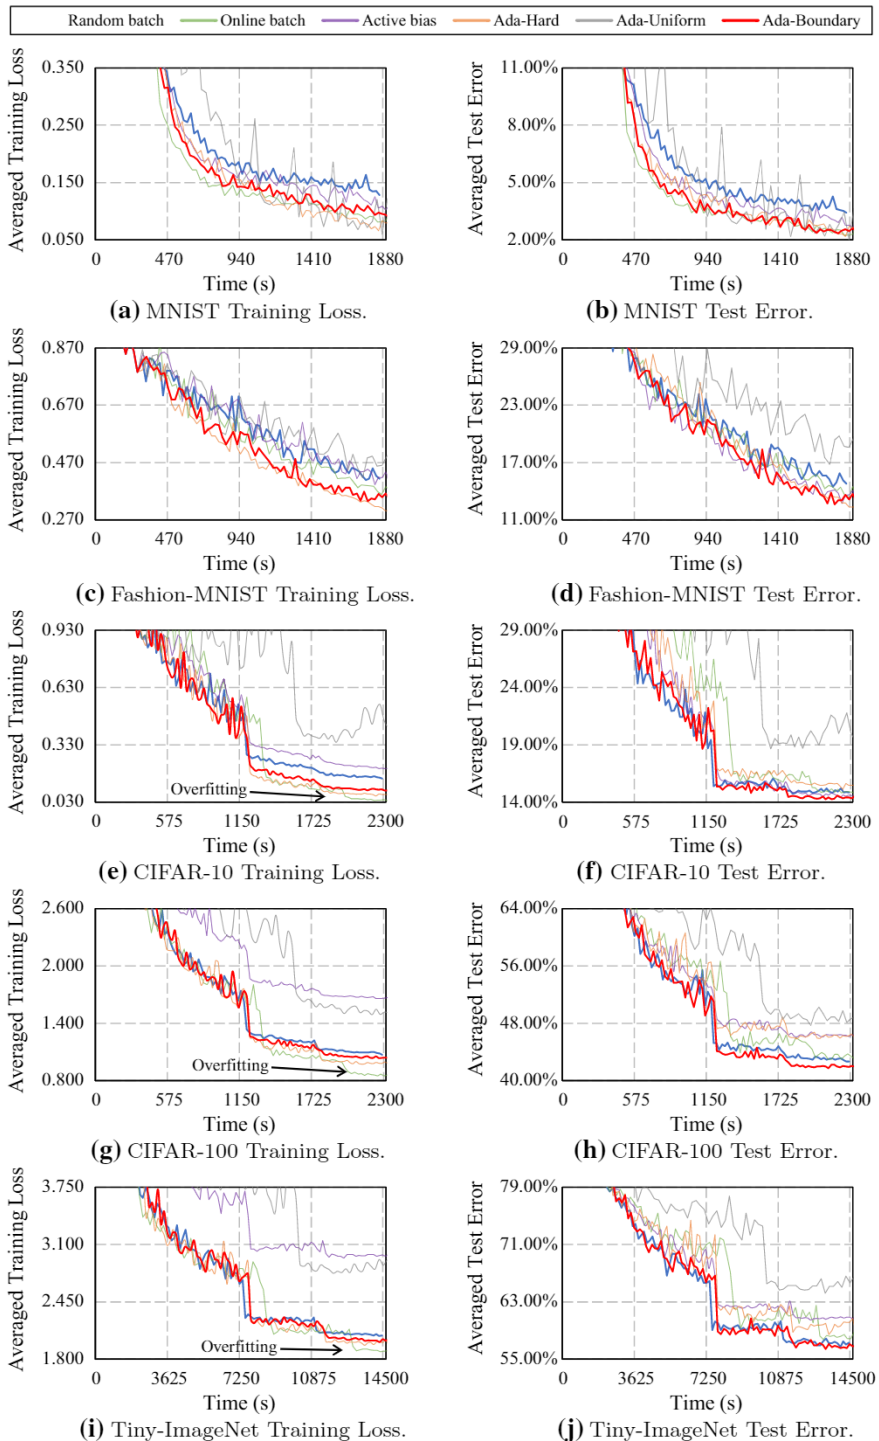 Random batch Online batch Active bias Ada-Hard Ada-Uniform Ada-Boundary
Averaged Training Loss
0.350
0.250
0.150
0.050
0 470 940 1410 1880
Time (s)
(a) MNIST Training Loss.
Averaged Test Error
11.00%
8.00%
5.00%
2.00%
0 470 940 1410 1880
Time (s)
(b) MNIST Test Error.
Averaged Training Loss
0.870
0.670
0.470
0.270
0 470 940 1410 1880
Time (s)
(c) Fashion-MNIST Training Loss.
Averaged Test Error
29.00%
23.00%
17.00%
11.00%
0 470 940 1410 1880
Time (s)
(d) Fashion-MNIST Test Error.
Averaged Training Loss
0.930
0.630
0.330
0.030
Overfitting
0 575 1150 1725 2300
Time (s)
(e) CIFAR-10 Training Loss.
Averaged Test Error
29.00%
24.00%
19.00%
14.00%
0 575 1150 1725 2300
Time (s)
(f) CIFAR-10 Test Error.
Averaged Training Loss
2.600
2.000
1.400
0.800
Overfitting
0 575 1150 1725 2300
Time (s)
(g) CIFAR-100 Training Loss.
Averaged Test Error
64.00%
56.00%
48.00%
40.00%
0 575 1150 1725 2300
Time (s)
(h) CIFAR-100 Test Error.
Averaged Training Loss
3.750
3.100
2.450
1.800
Overfitting
0 3625 7250 10875 14500
Time (s)
(i) Tiny-ImageNet Training Loss.
Averaged Test Error
79.00%
71.00%
63.00%
55.00%
0 3625 7250 10875 14500
Time (s)
(j) Tiny-ImageNet Test Error.